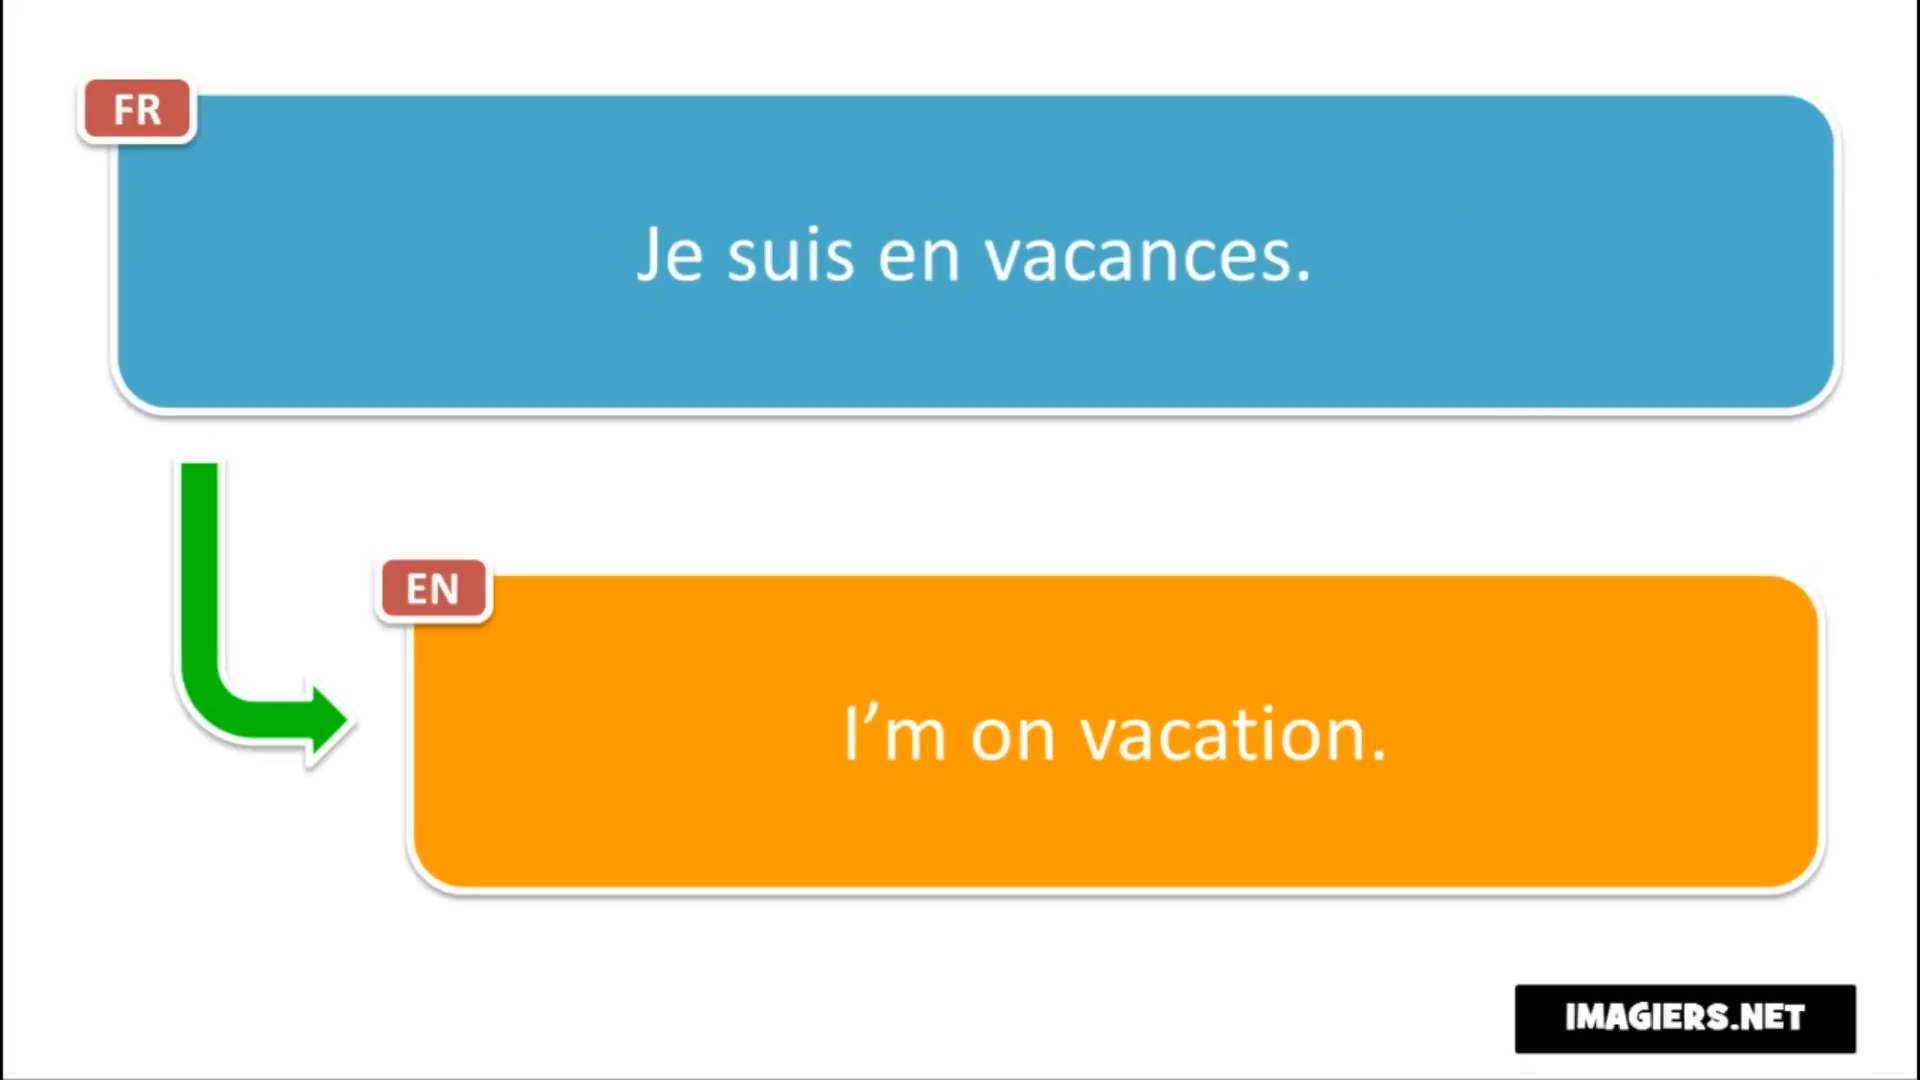 FR
Je suis en vacances.
EN
I’m on vacation.
IMAGIERS.NET